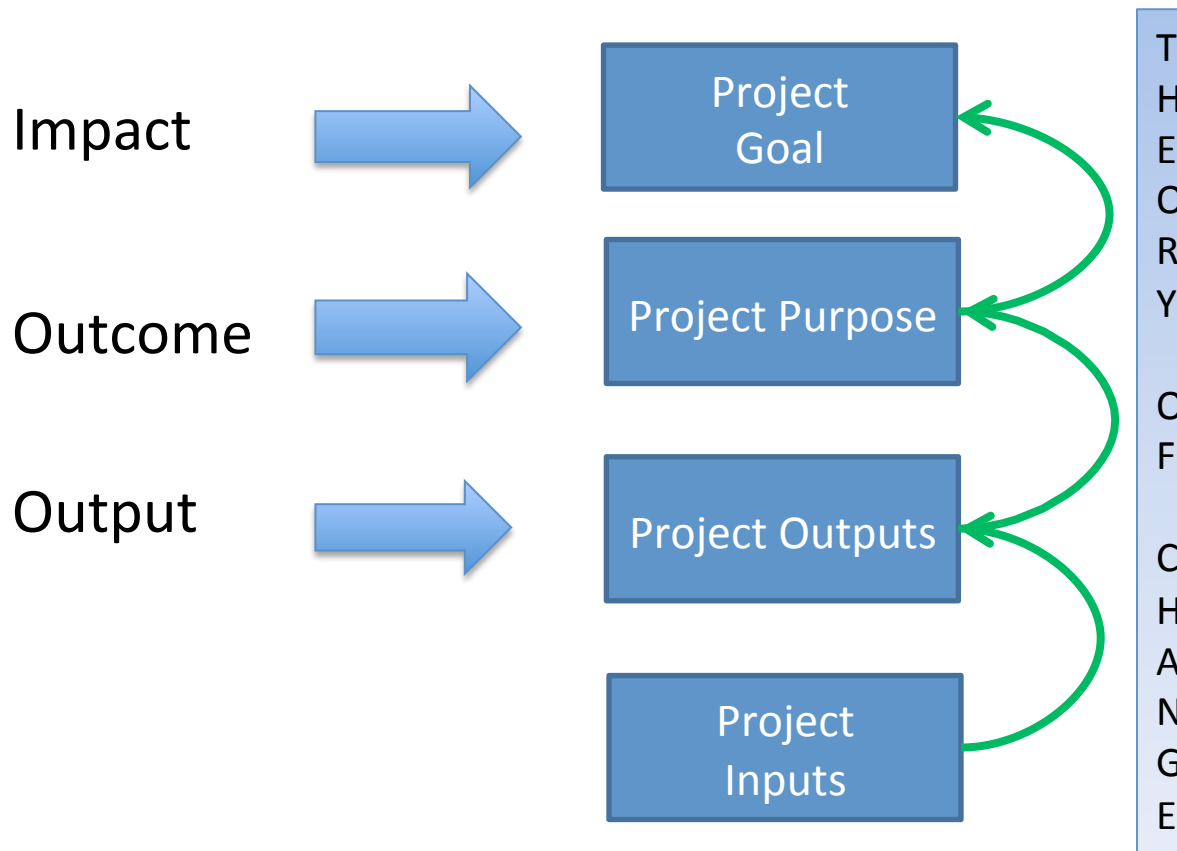 Impact
Project
Goal
Outcome
Project Purpose
Output
Project Outputs
Project
Inputs
T
H
E
O
R
Y
O
F
C
H
A
N
G
E